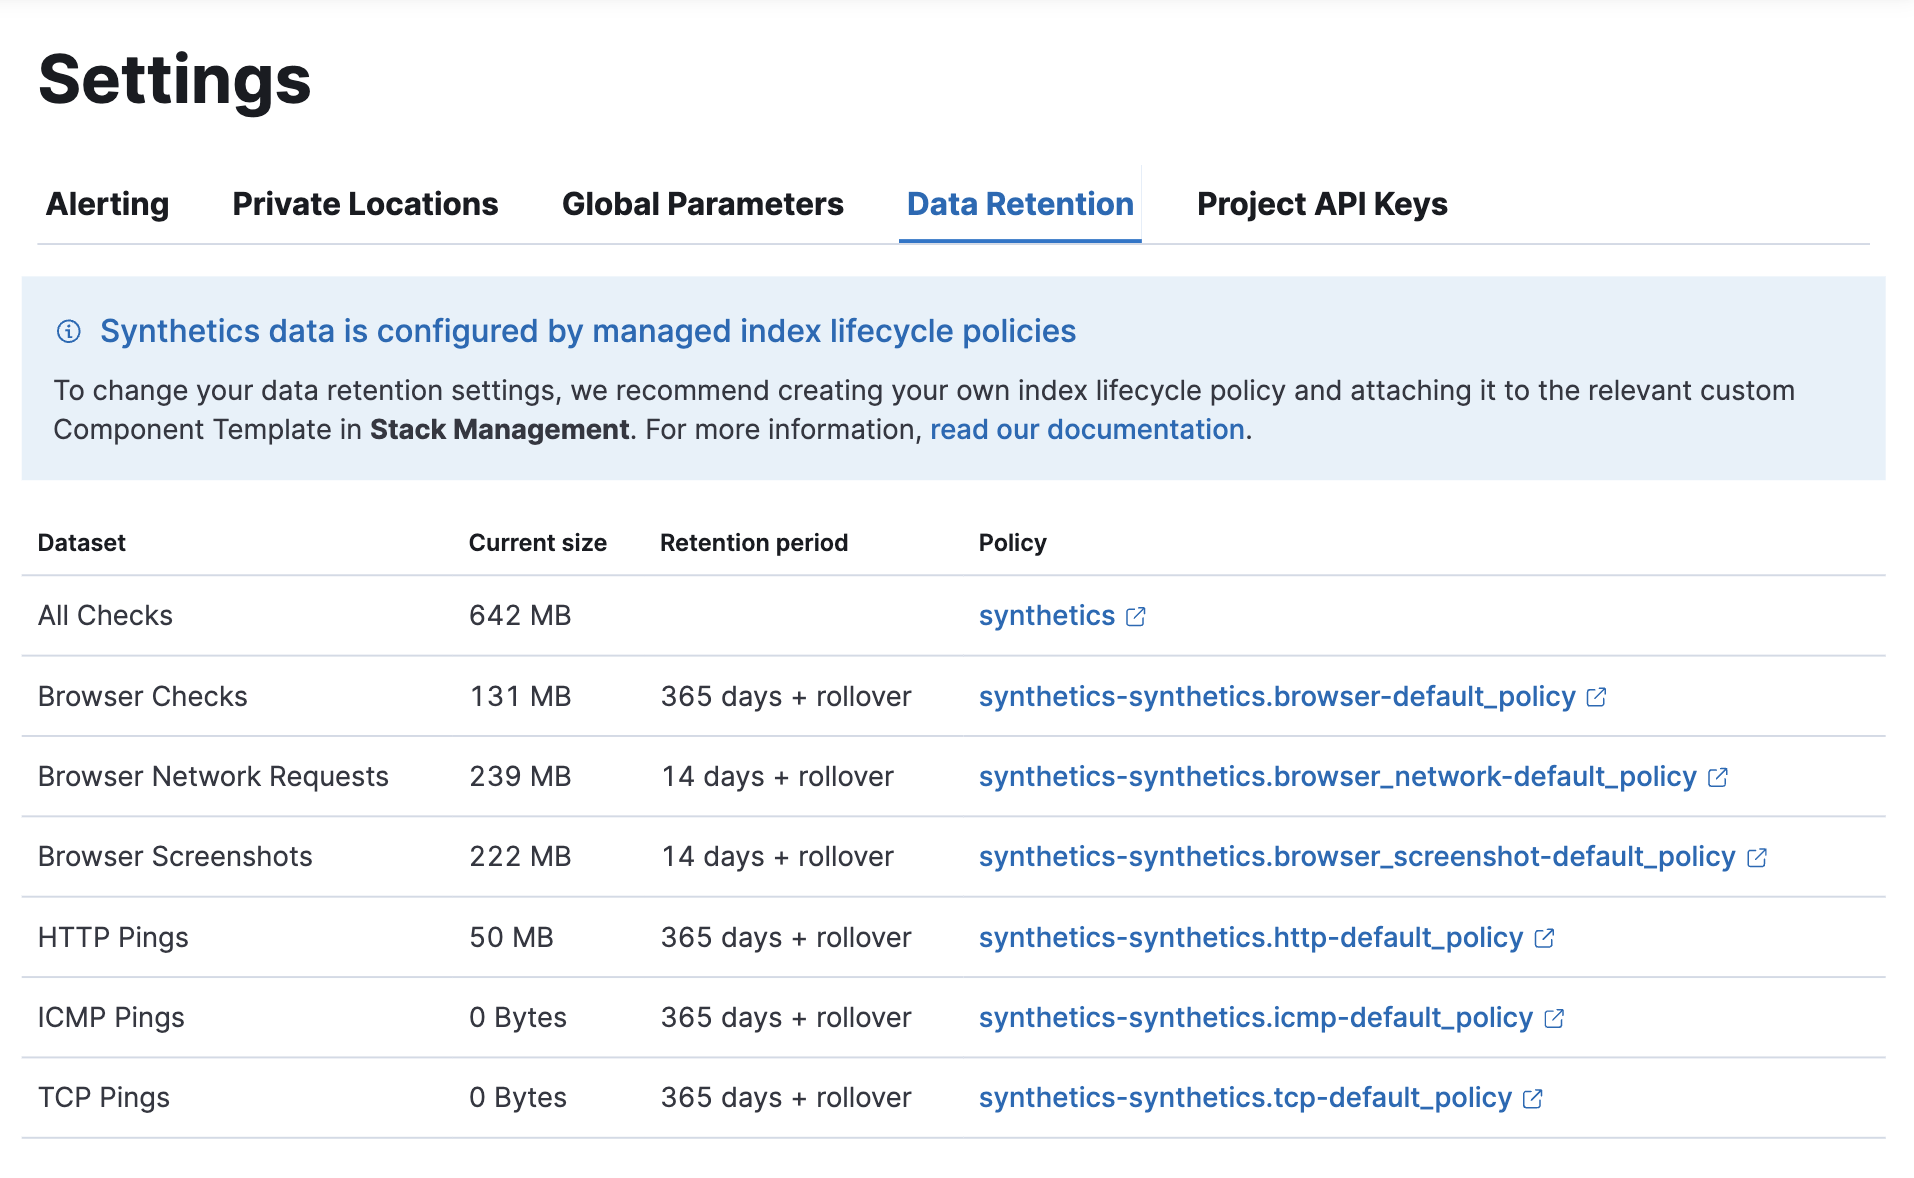 Settings
Alerting Private Locations Global Parameters Data Retention Project API Keys
Synthetics data is configured by managed index lifecycle policies
To change your data retention settings, we recommend creating your own index lifecycle policy and attaching it to the relevant custom
Component Template in Stack Management. For more information, read our documentation.
Dataset Current size Retention period Policy
All Checks 642 MB synthetics
Browser Checks 131 MB 365 days + rollover synthetics-synthetics.browser-default_policy
Browser Network Requests 239 MB 14 days + rollover synthetics-synthetics.browser_network-default_policy
Browser Screenshots 222 MB 14 days + rollover synthetics-synthetics.browser_screenshot-default_policy
HTTP Pings 50 MB 365 days + rollover synthetics-synthetics.http-default_policy
ICMP Pings 0 Bytes 365 days + rollover synthetics-synthetics.icmp-default_policy
TCP Pings 0 Bytes 365 days + rollover synthetics-synthetics.tcp-default_policy